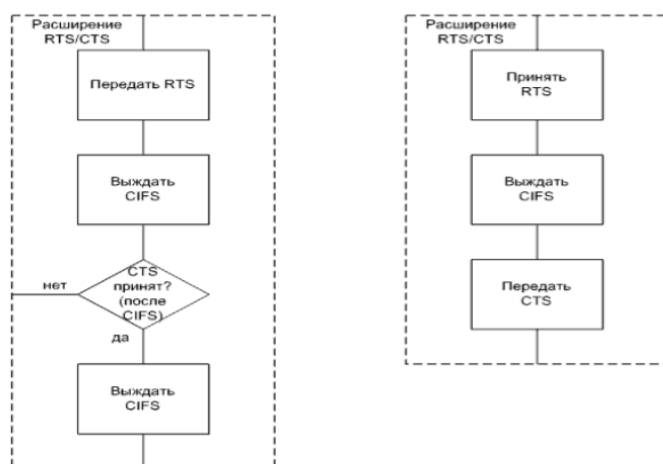 Расширение
RTS/CTS
Передать RTS
Выждать
CIFS
CTS
принят?
(после
CIFS)
нет
да
Выждать
CIFS
Расширение
RTS/CTS
Принять
RTS
Выждать
CIFS
Передать
CTS